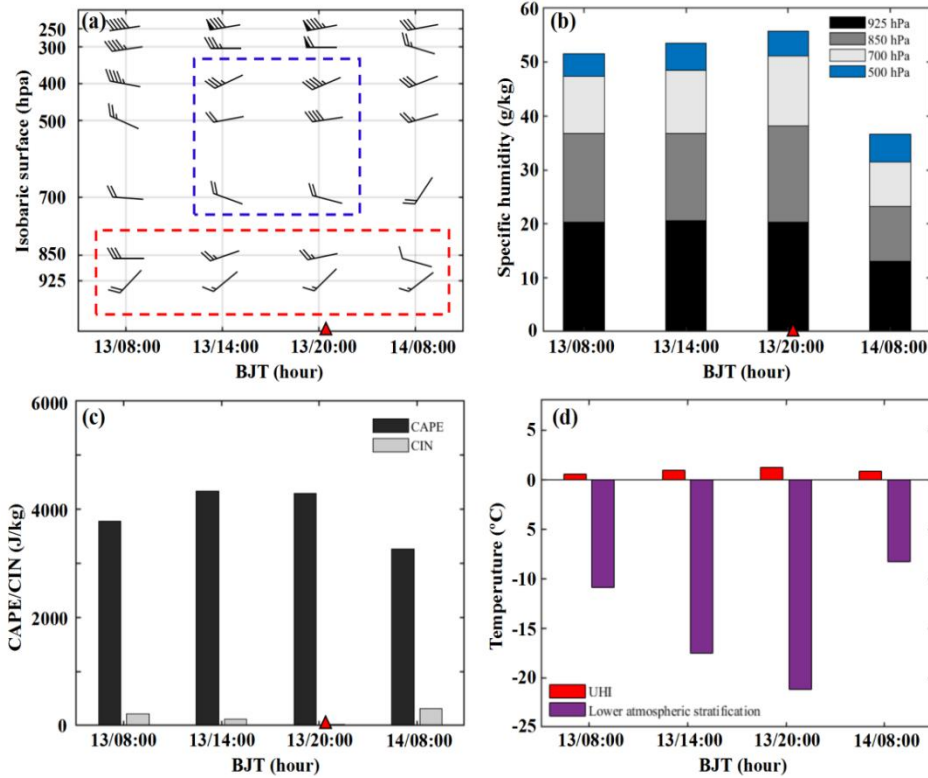 (a)
250
300
400
500
700
850
925
Isobaric surface (hpa)
13/08:00 13/14:00 13/20:00 14/08:00
BJT (hour)
(b)
925 hPa
850 hPa
700 hPa
500 hPa
60
50
40
30
20
10
0
Specific humidity (g/kg)
13/08:00 13/14:00 13/20:00 14/08:00
BJT (hour)
(c)
CAPE
CIN
6000
4000
2000
0
CAPE/CIN (J/kg)
13/08:00 13/14:00 13/20:00 14/08:00
BJT (hour)
(d)
5
0
5
-10
-15
-20
-25
Temperuture (°C)
UHI
Lower atmospheric stratification
13/08:00 13/14:00 13/20:00 14/08:00
BJT (hour)